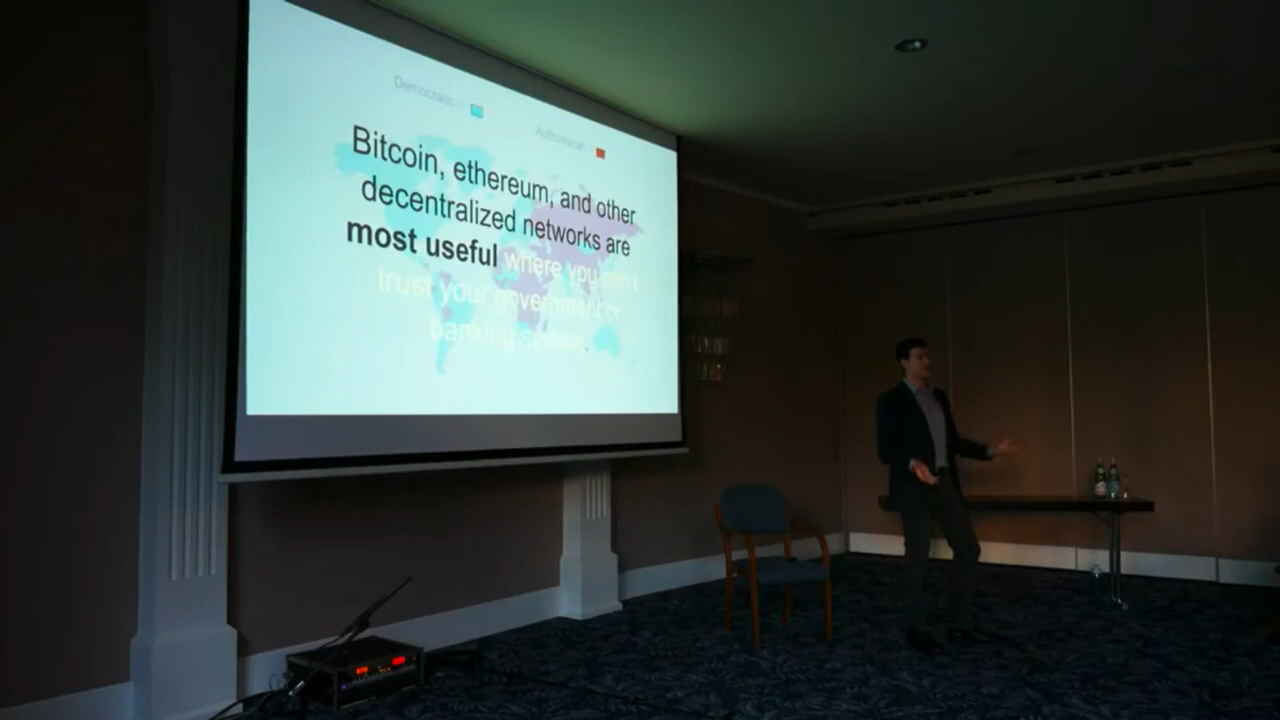 Democratic -
Authoritarian -
Bitcoin, ethereum, and other
decentralized networks are
most useful where you can't
trust your government or
banking system.